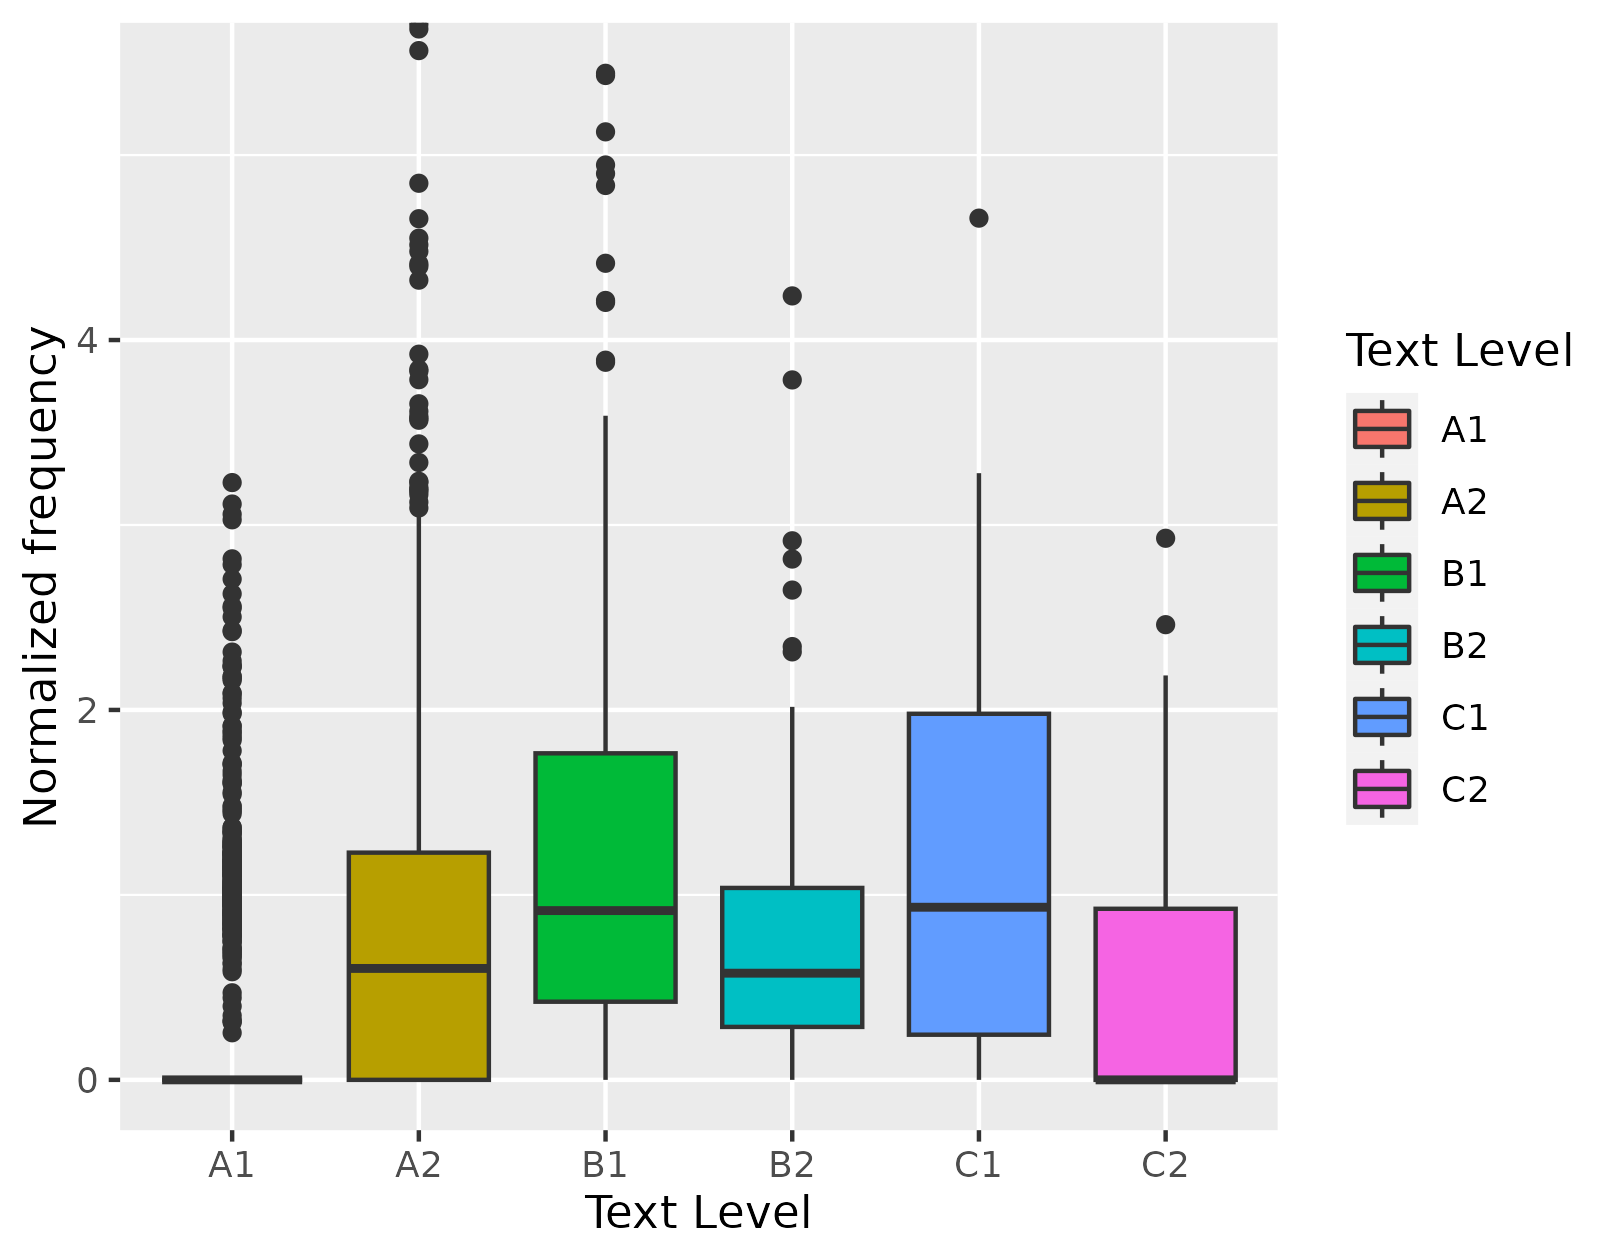 Normalized frequency
4
2
0
A1 A2 B1 B2 C1 C2
Text Level
Text Level
A1
A2
B1
B2
C1
C2